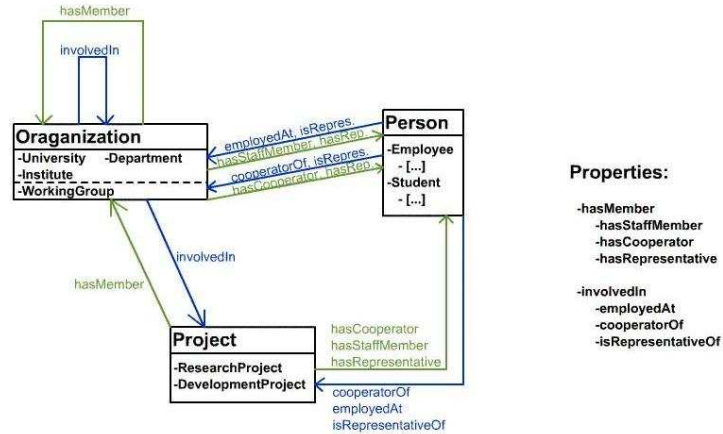 hasMember
involvedIn
Oraganization
-University -Department
-Institute
-WorkingGroup
employedAt, isRepres.
hasStaffMember, hasRep.
cooperatorOf, isRepres.
hasCooperator, hasRep.
Person
-Employee
- [...]
-Student
- [...]
hasMember
involvedIn
Project
-ResearchProject
-DevelopmentProject
hasCooperator
hasStaffMember
hasRepresentative
cooperatorOf
employedAt
isRepresentativeOf
Properties:
-hasMember
-hasStaffMember
-hasCooperator
-hasRepresentative
-involvedIn
-employedAt
-cooperatorOf
-isRepresentativeOf